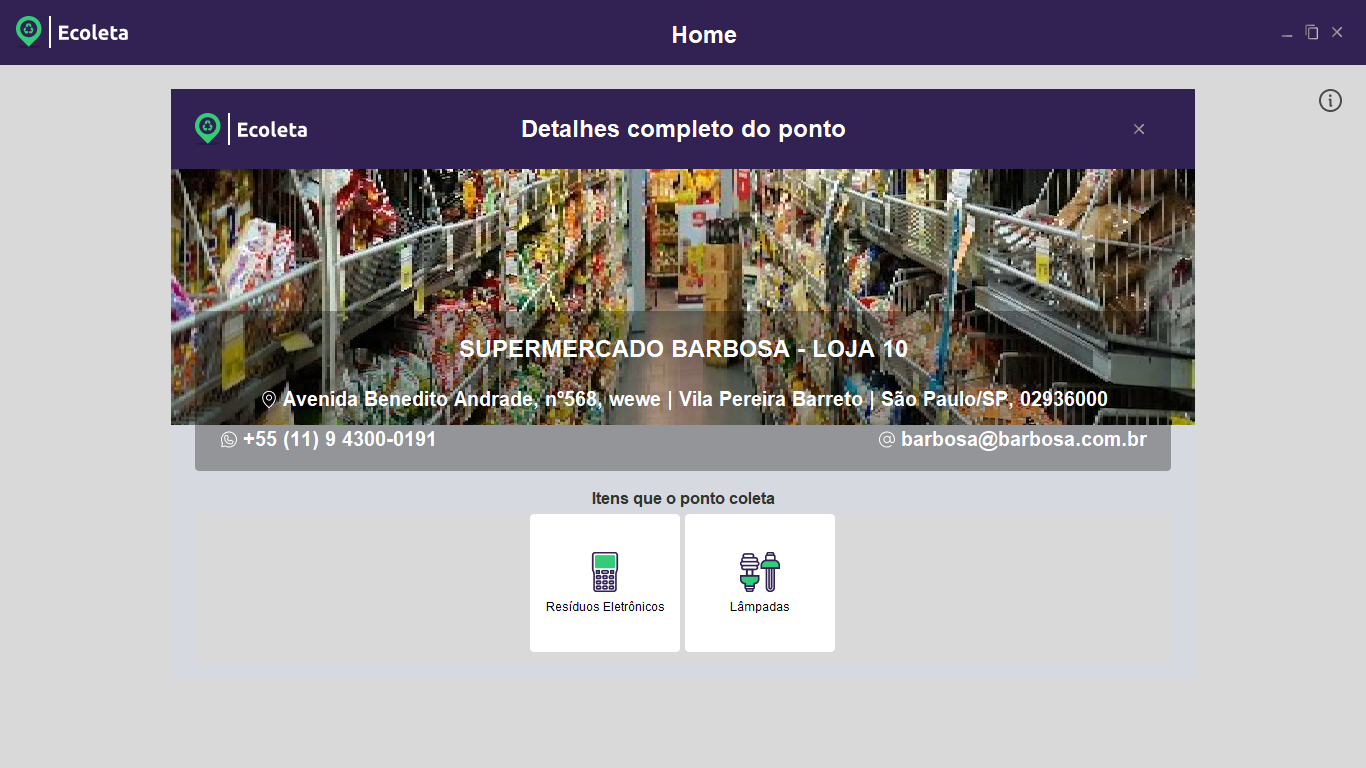 Ecoleta
Home
Ecoleta
Detalhes completo do ponto
SUPERMERCADO BARBOSA - LOJA 10
Avenida Benedito Andrade, nº568, wewe | Vila Pereira Barreto | São Paulo/SP, 02936000
+55 (11) 9 4300-0191
barbosa@barbosa.com.br
Itens que o ponto coleta
Resíduos Eletrônicos
Lâmpadas